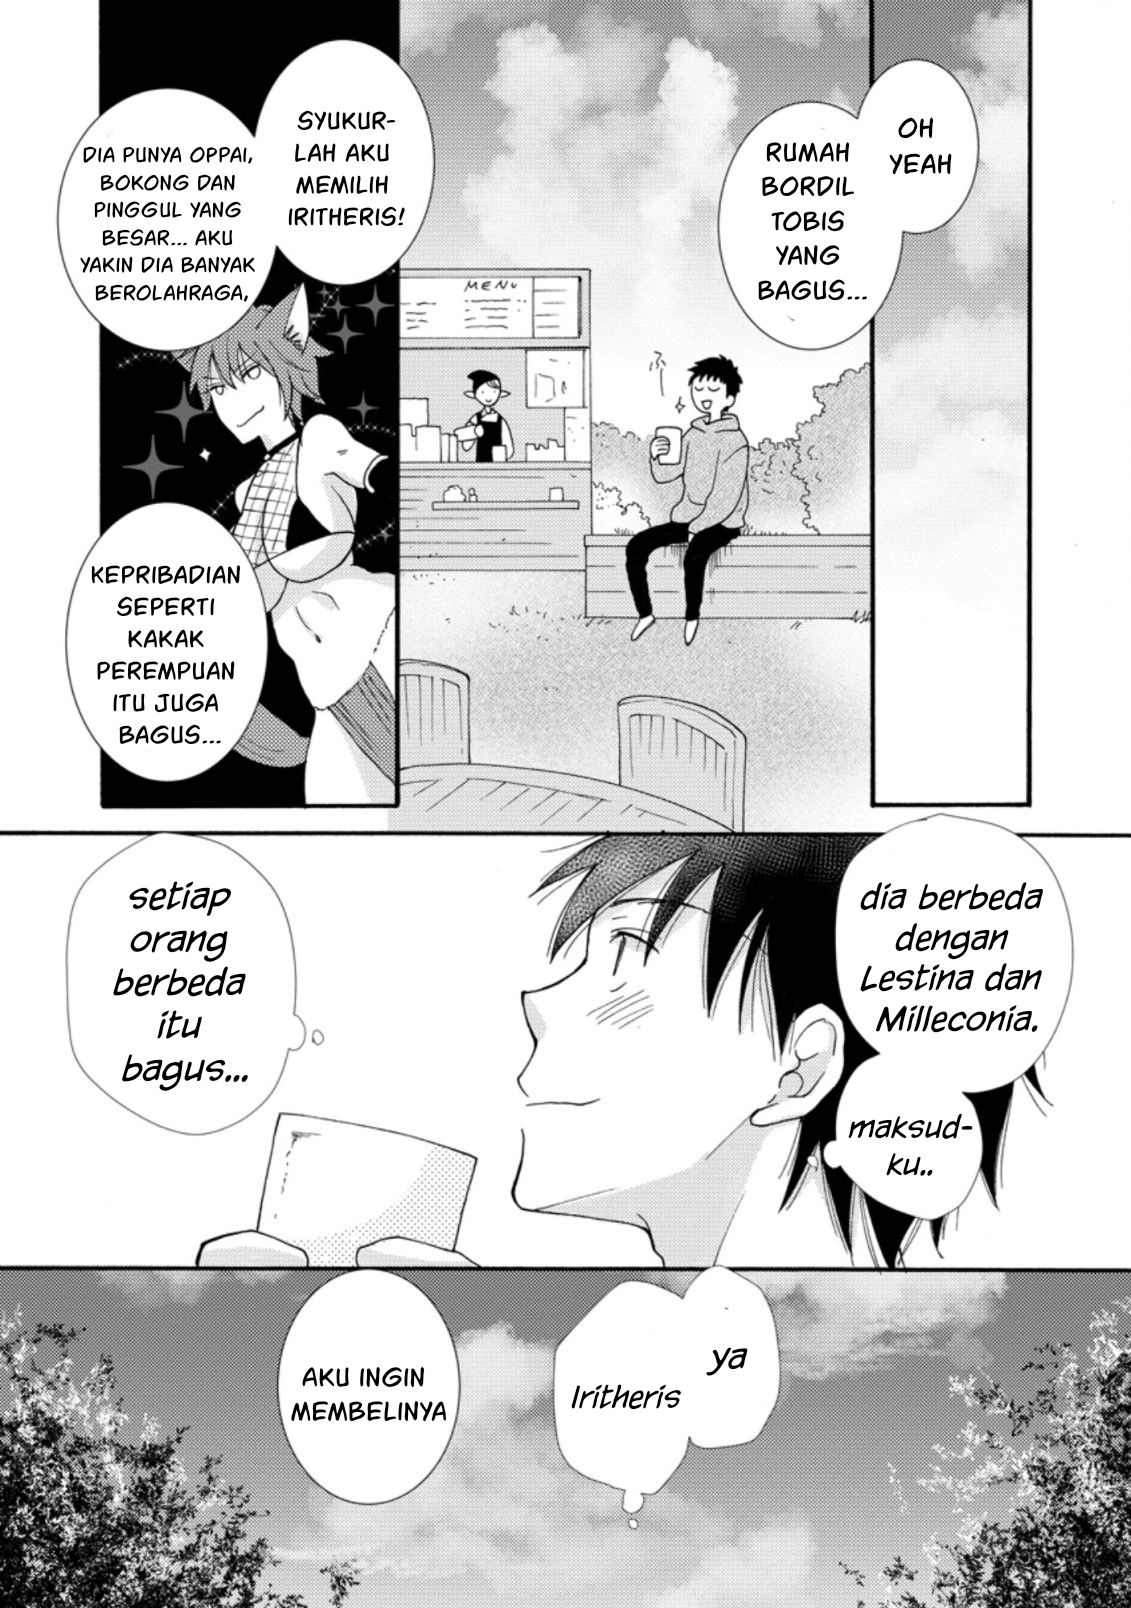 OH
YEAH
RUMAH
BORDIL
TOBIS
YANG
BAGUS...
MENU
SYUKUR-
LAH AKU
MEMILIH
IRITHERIS!
DIA PUNYA OPPAI,
BOKONG DAN
PINGGUL YANG
BESAR... AKU
YAKIN DIA BANYAK
BEROLAHRAGA,
KEPRIBADIAN
SEPERTI
KAKAK
PEREMPUAN
ITU JUGA
BAGUS...
dia berbeda
dengan
Lestina dan
Milleconia.
maksud-
ku..
setiap
orang
berbeda
itu
bagus...
ya
Iritheris
AKU INGIN
MEMBELINYA